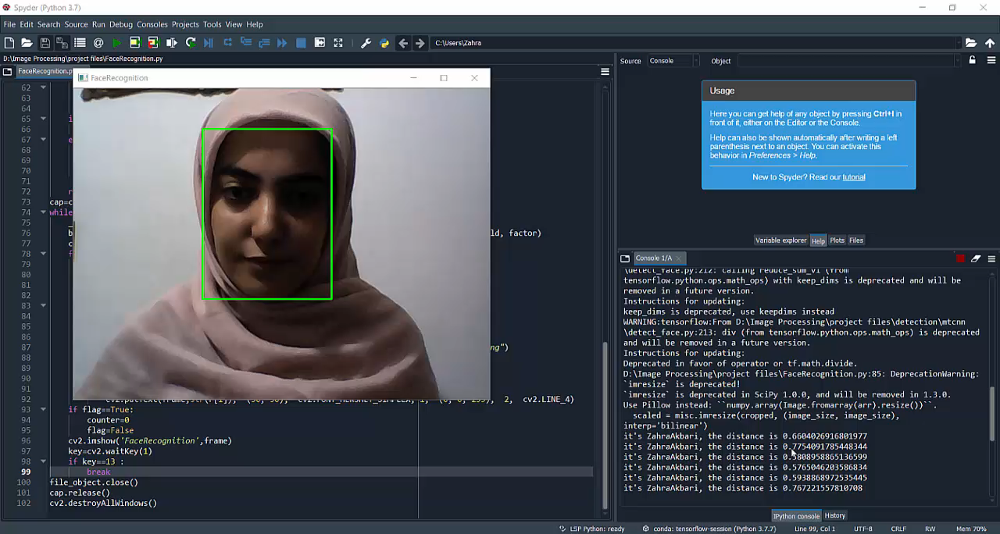 Spyder (Python 3.7)
File Edit Search Source Run Debug Consoles Projects Tools View Help
C:\Users\Zahra
D:\Image Processing\project files\FaceRecognition.py
FaceRecognition.p
FaceRecognition
62
63
64
65 i
66
67 e
68
69
70
71
72 r
73 cap=c
74 while
75 _
76 b ld, factor)
77 c
78 f
79
80
81
82
83
84
85
86
87 ng")
88
89
90
91
92 cv2.putText(frame,str(r[1]), (50, 50), cv2.FONT_HERSHEY_SIMPLEX, 1, (0, 0, 255), 2, cv2.LINE_4)
93 if flag==True:
94 counter=0
95 flag=False
96 cv2.imshow('FaceRecognition',frame)
97 key=cv2.waitKey(1)
98 if key==13 :
99 break
100 file_object.close()
101 cap.release()
102 cv2.destroyAllWindows()
Source Console Object
Usage
Here you can get help of any object by pressing Ctrl+I in
front of it, either on the Editor or the Console.
Help can also be shown automatically after writing a left
parenthesis next to an object. You can activate this
behavior in Preferences > Help.
New to Spyder? Read our tutorial
Variable explorer Help Plots Files
Console 1/A
\detect_face.py:212: calling reduce_sum_v1 (from
tensorflow.python.ops.math_ops) with keep_dims is deprecated and will be
removed in a future version.
Instructions for updating:
keep_dims is deprecated, use keepdims instead
WARNING:tensorflow:From D:\Image Processing\project files\detection\mtcnn
\detect_face.py:213: div (from tensorflow.python.ops.math_ops) is deprecated
and will be removed in a future version.
Instructions for updating:
Deprecated in favor of operator or tf.math.divide.
D:\Image Processing\project files\FaceRecognition.py:85: DeprecationWarning:
`imresize` is deprecated!
`imresize` is deprecated in SciPy 1.0.0, and will be removed in 1.3.0.
Use Pillow instead: ``numpy.array(Image.fromarray(arr).resize())``.
scaled = misc.imresize(cropped, (image_size, image_size),
interp='bilinear')
it's ZahraAkbari, the distance is 0.6604026916801977
it's ZahraAkbari, the distance is 0.7754091785448344
it's ZahraAkbari, the distance is 0.5808958865136599
it's ZahraAkbari, the distance is 0.5765046203586834
it's ZahraAkbari, the distance is 0.5938868972535445
it's ZahraAkbari, the distance is 0.767221557810708
IPython console History
LSP Python: ready conda: tensorflow-session (Python 3.7.7) Line 99, Col 1 UTF-8 CRLF RW Mem 70%